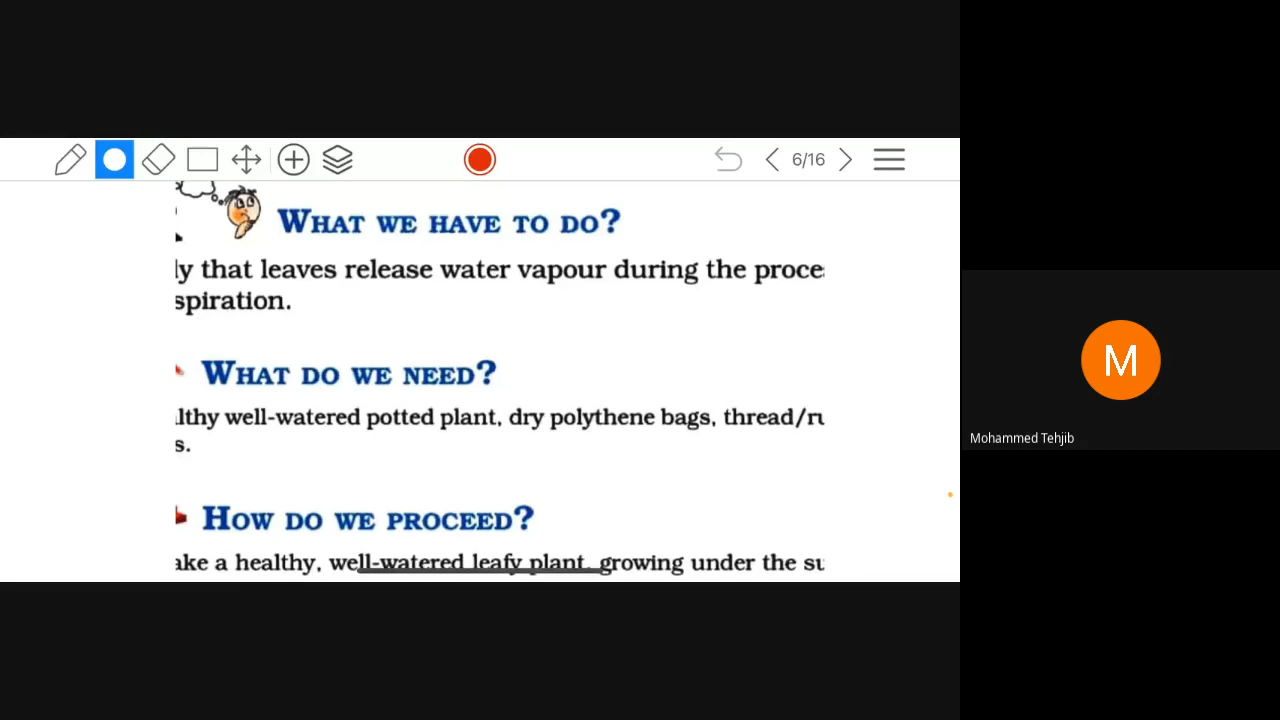 6/16
WHAT WE HAVE TO DO?
ly that leaves release water vapour during the proce
spiration.
WHAT DO WE NEED?
lthy well-watered potted plant, dry polythene bags, thread/ru
s.
HOW DO WE PROCEED?
ake a healthy, well-watered leafy plant, growing under the su
M
Mohammed Tehjib